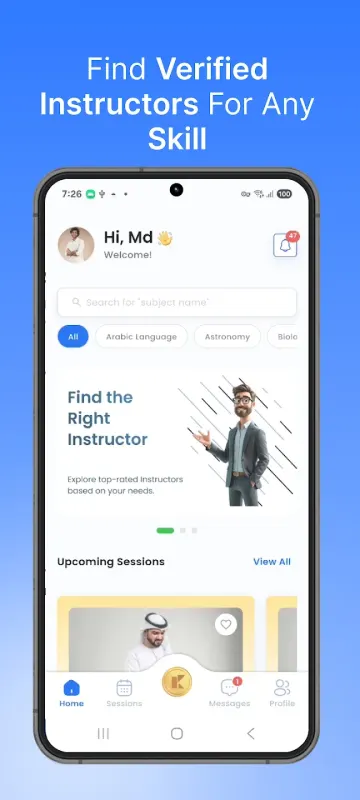 Find Verified
Instructors For Any
Skill
7:26
100
Hi, Md 👋
Welcome!
47
Search for "subject name"
All
Arabic Language
Astronomy
Biolo
Find the
Right
Instructor
Explore top-rated Instructors
based on your needs.
Upcoming Sessions
View All
K
1
Home
Sessions
Messages
Profile